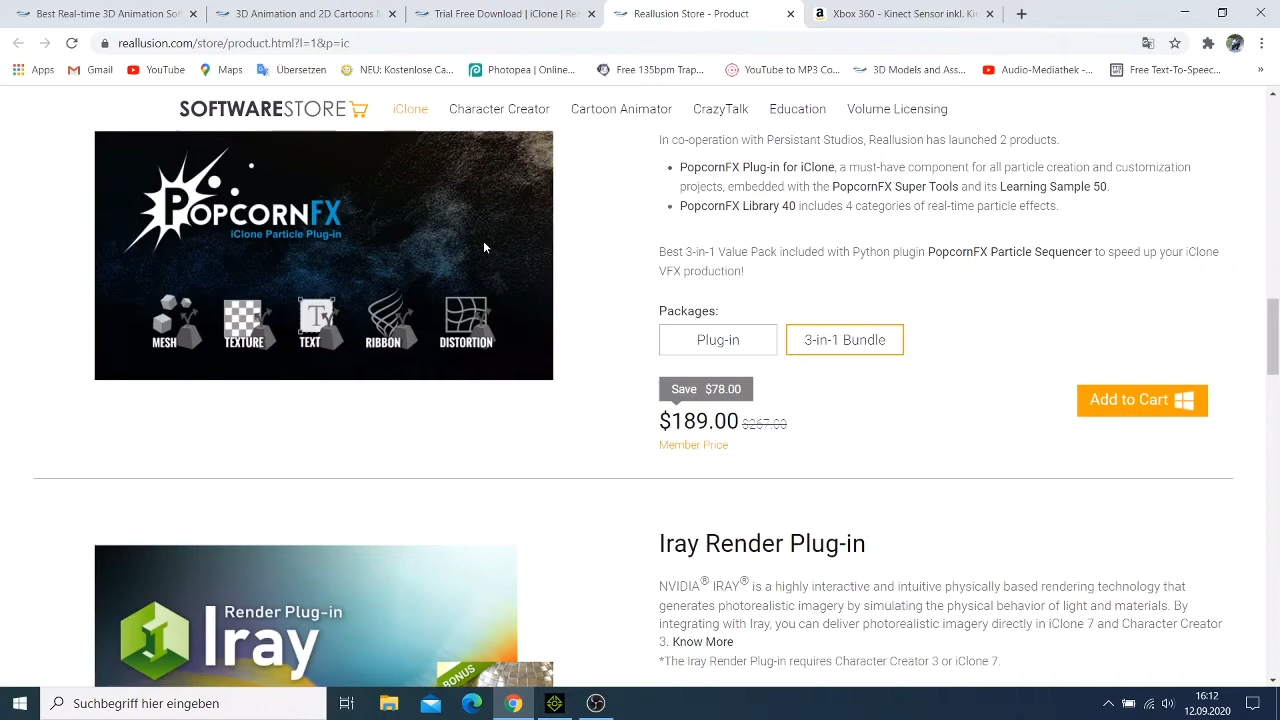 3D Animation 2D Cartoons Sof
3D Animation and 2D Cartoons M
Trial Free Download | iClone | Rea
Reallusion Store - Product
Xbox 360 - Kinect Sensor inkl. Kin
reallusion.com/store/product.html?l=1&p=ic
Apps
Gmail
YouTube
Maps
Übersetzen
NEU: Kostenlose Ca...
Photopea | Online...
Free 135bpm Trap...
YouTube to MP3 Co...
3D Models and Ass...
Audio-Mediathek -...
Free Text-To-Speec...
»
SOFTWARESTORE
iClone
Character Creator
Cartoon Animator
CrazyTalk
Education
Volume Licensing
POPCORNFX
iClone Particle Plug-in
MESH
TEXTURE
TEXT
RIBBON
DISTORTION
In co-operation with Persistant Studios, Reallusion has launched 2 products.
• PopcornFX Plug-in for iClone, a must-have component for all particle creation and customization
projects, embedded with the PopcornFX Super Tools and its Learning Sample 50.
• PopcornFX Library 40 includes 4 categories of real-time particle effects.
Best 3-in-1 Value Pack included with Python plugin PopcornFX Particle Sequencer to speed up your iClone
VFX production!
Packages:
Plug-in
3-in-1 Bundle
Save $78.00
$189.00 $267.00
Member Price
Add to Cart
Render Plug-in
Iray
BONUS
Iray Render Plug-in
NVIDIA® IRAY® is a highly interactive and intuitive physically based rendering technology that
generates photorealistic imagery by simulating the physical behavior of light and materials. By
integrating with Iray, you can deliver photorealistic imagery directly in iClone 7 and Character Creator
3. Know More
*The Iray Render Plug-in requires Character Creator 3 or iClone 7.
Suchbegriff hier eingeben
16:12
12.09.2020